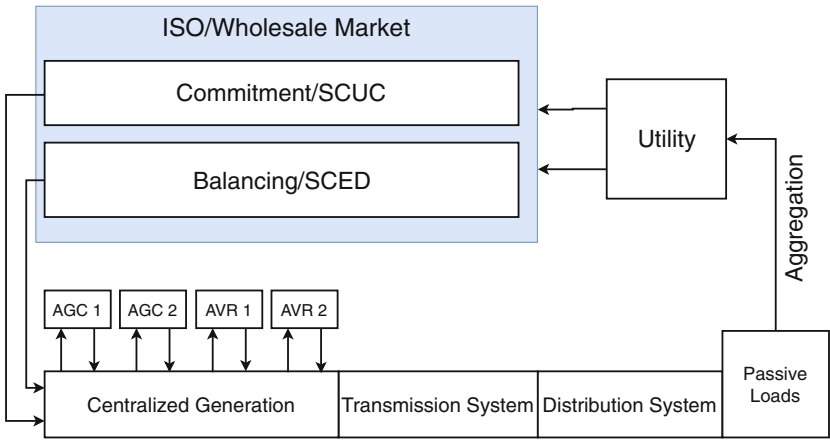 ISO/Wholesale Market
Commitment/SCUC
Utility
Balancing/SCED
Aggregation
AGC 1
AGC 2
AVR 1
AVR 2
Centralized Generation
Transmission System
Distribution System
Passive
Loads